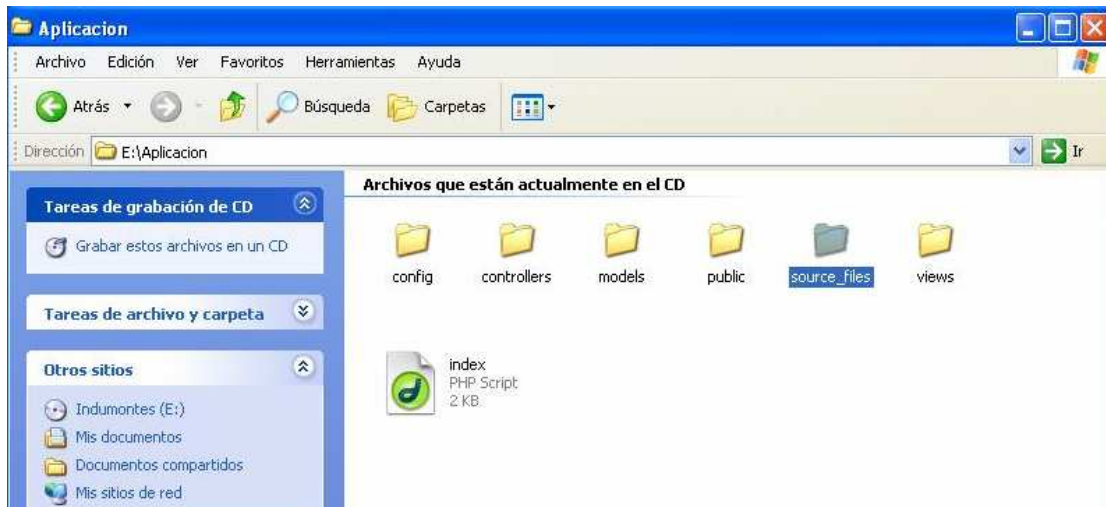 Aplicacion
Archivo Edición Ver Favoritos Herramientas Ayuda
Atrás Búsqueda Carpetas
Dirección E:\Aplicacion Ir
Archivos que están actualmente en el CD
Tareas de grabación de CD
Grabar estos archivos en un CD
config controllers models public source_files views
Tareas de archivo y carpeta
Otros sitios
index
PHP Script
2 KB
Indumontes (E:)
Mis documentos
Documentos compartidos
Mis sitios de red